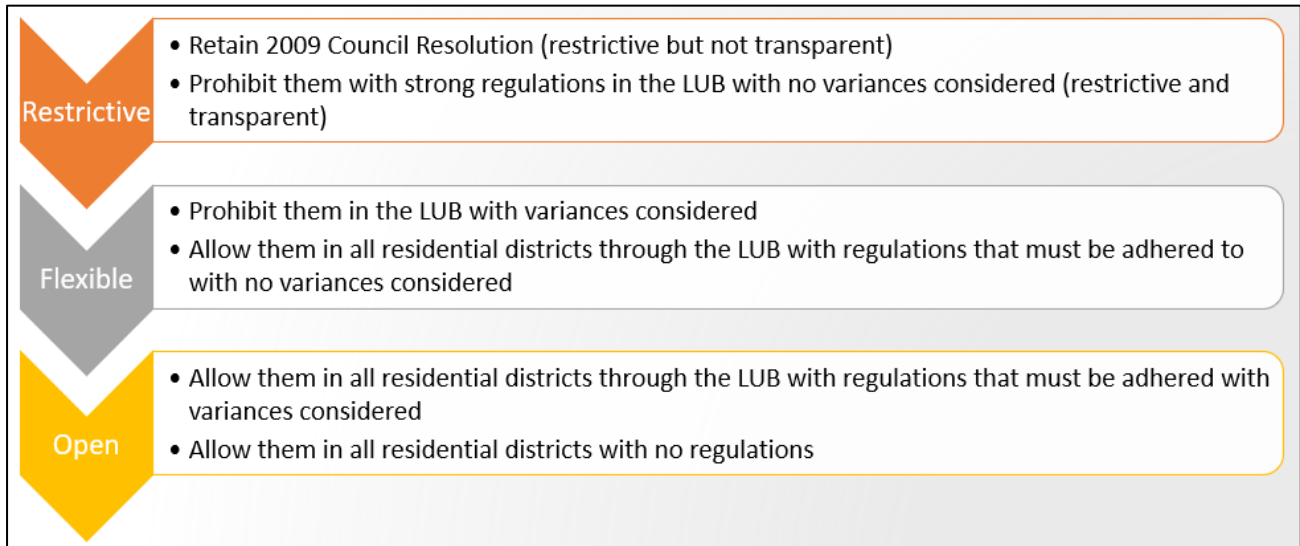 Restrictive
• Retain 2009 Council Resolution (restrictive but not transparent)
• Prohibit them with strong regulations in the LUB with no variances considered (restrictive and
transparent)
Flexible
• Prohibit them in the LUB with variances considered
• Allow them in all residential districts through the LUB with regulations that must be adhered to
with no variances considered
Open
• Allow them in all residential districts through the LUB with regulations that must be adhered with
variances considered
• Allow them in all residential districts with no regulations